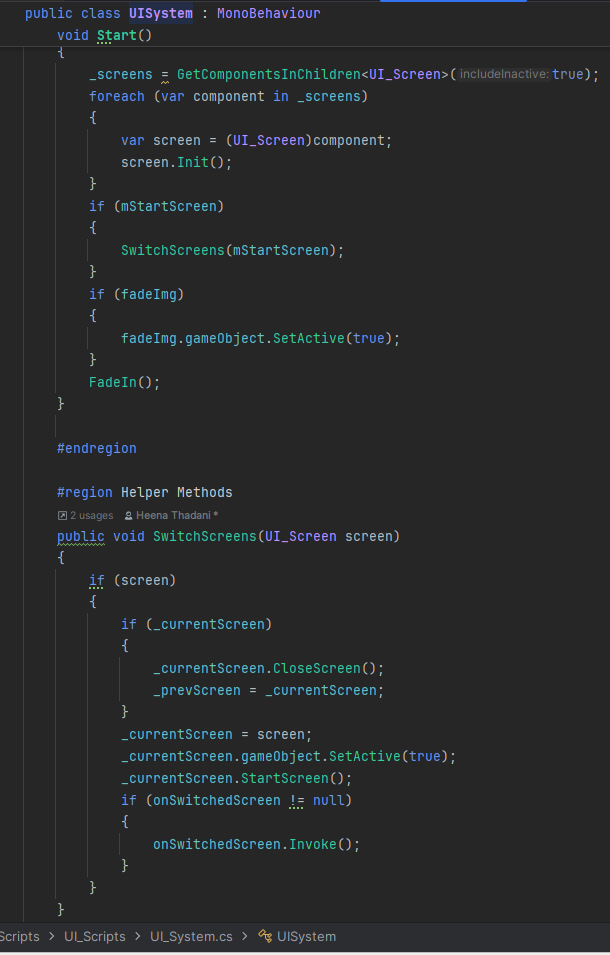 public class UISystem : MonoBehaviour
void Start()
{
_screens = GetComponentsInChildren<UI_Screen>(includeInactive: true);
foreach (var component in _screens)
{
var screen = (UI_Screen)component;
screen.Init();
}
if (mStartScreen)
{
SwitchScreens(mStartScreen);
}
if (fadeImg)
{
fadeImg.gameObject.SetActive(true);
}
FadeIn();
}
#endregion
#region Helper Methods
2 usages Heena Thadani *
public void SwitchScreens(UI_Screen screen)
{
if (screen)
{
if (_currentScreen)
{
_currentScreen.CloseScreen();
_prevScreen = _currentScreen;
}
_currentScreen = screen;
_currentScreen.gameObject.SetActive(true);
_currentScreen.StartScreen();
if (onSwitchedScreen != null)
{
onSwitchedScreen.Invoke();
}
}
}
Scripts > UI_Scripts > UI_System.cs > UISystem